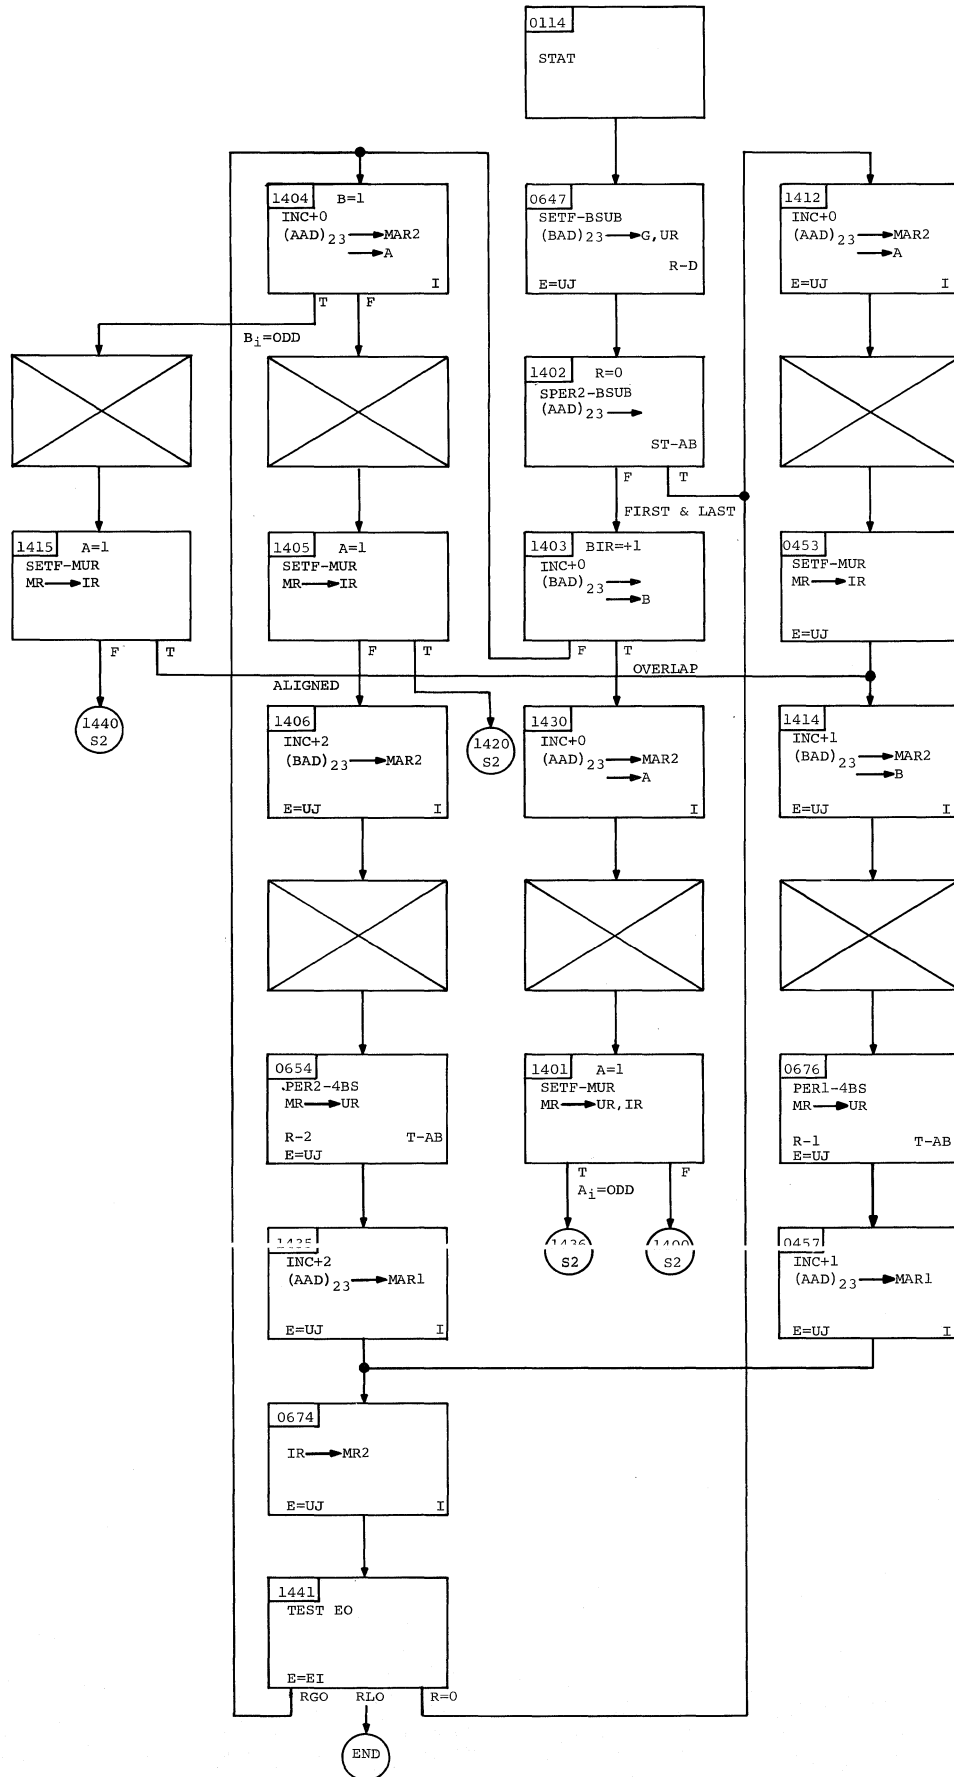 0114
STAT
1404 B=1
INC+0
(AAD)23 → MAR2
→ A
I
T F
Bi=ODD
0647
SETF-BSUB
(BAD)23 → G,UR
R-D
E=UJ
1412
INC+0
(AAD)23 → MAR2
→ A
E=UJ I
1402 R=0
SPER2-BSUB
(AAD)23 →
ST-AB
F T
FIRST & LAST
1415 A=1
SETF-MUR
MR → IR
F T
1405 A=1
SETF-MUR
MR → IR
F T
ALIGNED
1403 BIR=+1
INC+0
(BAD)23 →
→ B
F T
OVERLAP
0453
SETF-MUR
MR → IR
E=UJ
1440
S2
1406
INC+2
(BAD)23 → MAR2
E=UJ I
1420
S2
1430
INC+0
(AAD)23 → MAR2
→ A
I
1414
INC+1
(BAD)23 → MAR2
→ B
E=UJ I
0654
PER2-4BS
MR → UR
R-2 T-AB
E=UJ
1401 A=1
SETF-MUR
MR → UR,IR
T F
Ai=ODD
0676
PER1-4BS
MR → UR
R-1 T-AB
E=UJ
INC+2
(AAD)23 → MAR1
E=UJ I
S2
S2
0457
INC+1
(AAD)23 → MAR1
E=UJ I
0674
IR → MR2
E=UJ I
1441
TEST EO
E=EI
RGO RLO R=0
END